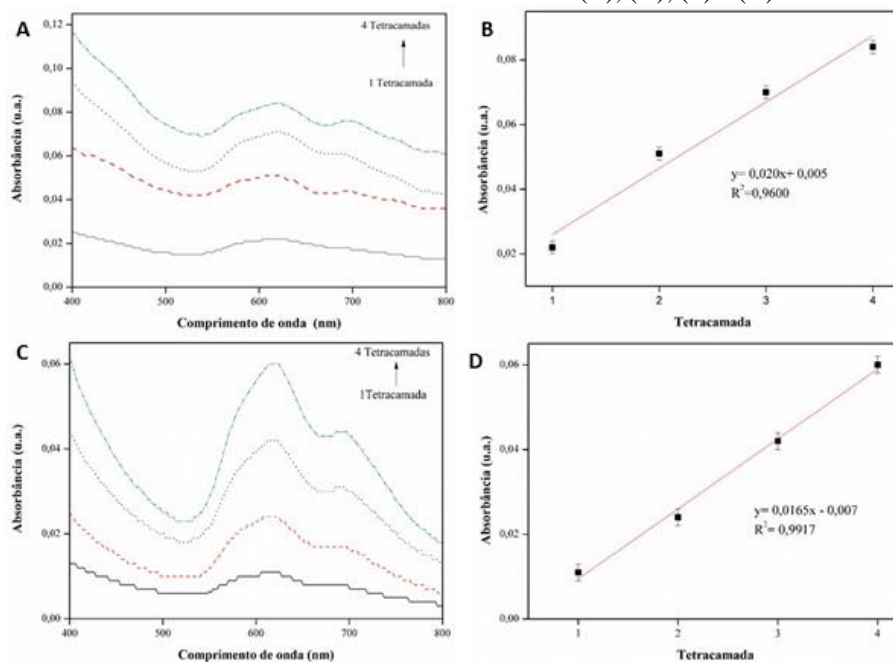 A
4 Tetracamadas
1 Tetracamada
Absorbância (u.a.)
0,12
0,10
0,08
0,06
0,04
0,02
0,00
400
500
600
700
800
Comprimento de onda (nm)
B
Absorbância (u.a.)
0,08
0,06
0,04
0,02
y= 0,020x+ 0,005
R²=0,9600
1
2
3
4
Tetracamada
C
4 Tetracamadas
1Tetracamada
Absorbância (u.a.)
0,06
0,04
0,02
0,00
400
500
600
700
800
Comprimento de onda (nm)
D
Absorbância (u.a.)
0,06
0,04
0,02
0,00
y= 0,0165x - 0,007
R²= 0,9917
1
2
3
4
Tetracamada